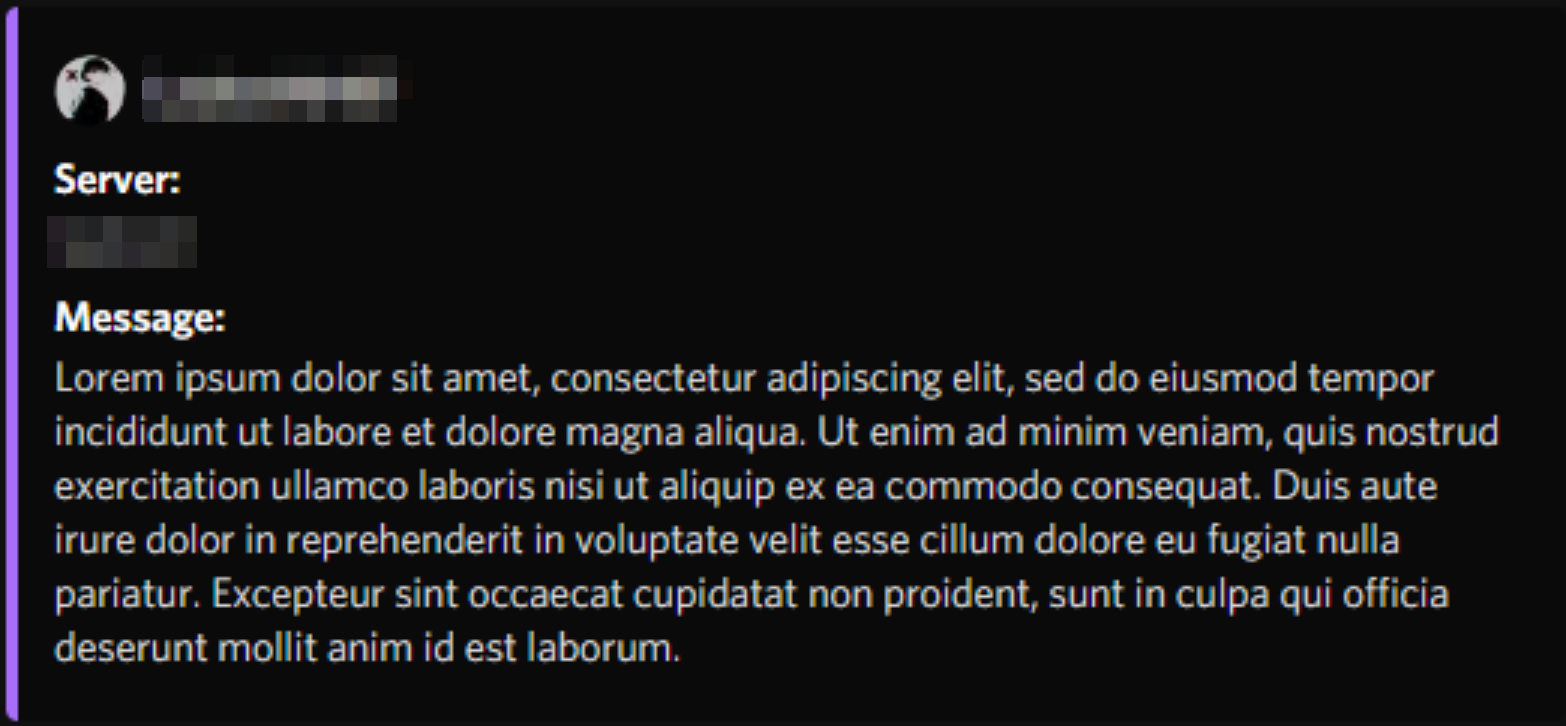 Server:
Message:
Lorem ipsum dolor sit amet, consectetur adipiscing elit, sed do eiusmod tempor
incididunt ut labore et dolore magna aliqua. Ut enim ad minim veniam, quis nostrud
exercitation ullamco laboris nisi ut aliquip ex ea commodo consequat. Duis aute
irure dolor in reprehenderit in voluptate velit esse cillum dolore eu fugiat nulla
pariatur. Excepteur sint occaecat cupidatat non proident, sunt in culpa qui officia
deserunt mollit anim id est laborum.